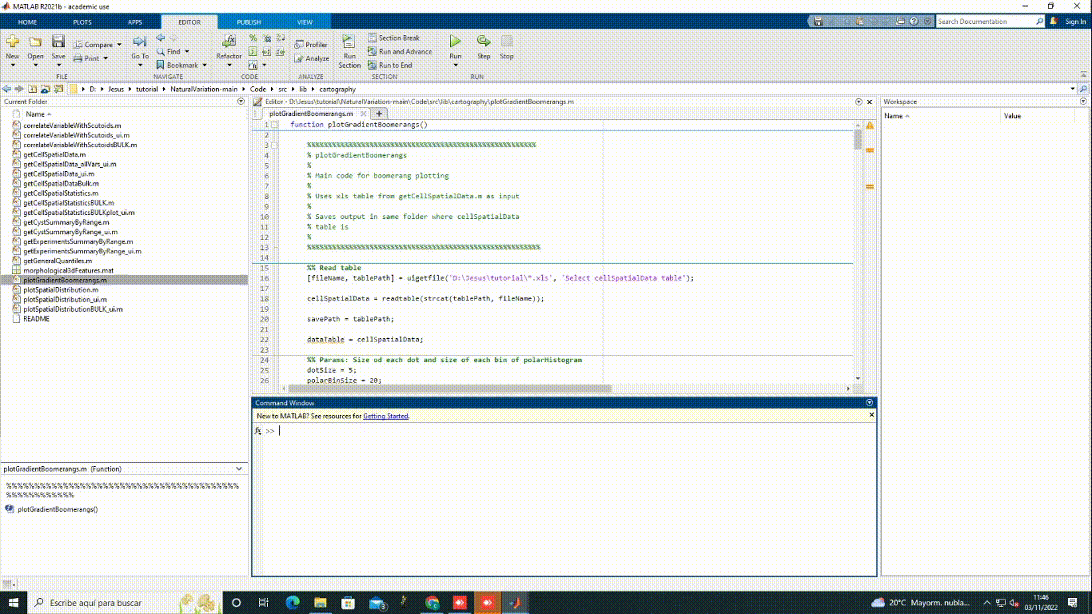 MATLAB R2021b - academic use
HOME PLOTS APPS EDITOR PUBLISH VIEW
Search Documentation
Sign In
New Open Save
Compare
Print
Go To
Find
Bookmark
Refactor
Profiler
Analyze
Run Section
Section Break
Run and Advance
Run to End
Run Step Stop
FILE NAVIGATE CODE ANALYZE SECTION RUN
D: Jesus tutorial NaturalVariation-main Code src lib cartography
Current Folder
Name
correlateVariableWithScutoids.m
correlateVariableWithScutoids_ui.m
correlateVariableWithScutoidsBULK.m
getCellSpatialData.m
getCellSpatialData_allVars_ui.m
getCellSpatialData_ui.m
getCellSpatialDataBulk.m
getCellSpatialStatistics.m
getCellSpatialStatisticsBULK.m
getCellSpatialStatisticsBULKplot_ui.m
getCystSummaryByRange.m
getCystSummaryByRange_ui.m
getExperimentsSummaryByRange.m
getExperimentsSummaryByRange_ui.m
getGeneralQuantiles.m
morphological3dFeatures.mat
plotGradientBoomerangs.m
plotSpatialDistribution.m
plotSpatialDistribution_ui.m
plotSpatialDistributionBULK_ui.m
README
plotGradientBoomerangs.m (Function)
plotGradientBoomerangs()
Editor - D:\Jesus\tutorial\NaturalVariation-main\Code\src\lib\cartography\plotGradientBoomerangs.m
plotGradientBoomerangs.m
1 function plotGradientBoomerangs()
2
3
4 % plotGradientBoomerangs
5 %
6 % Main code for boomerang plotting
7 %
8 % Uses xls table from getCellSpatialData.m as input
9 %
10 % Saves output in same folder where cellSpatialData
11 % table is
12 %
13
14
15 %% Read table
16 [fileName, tablePath] = uigetfile('D:\Jesus\tutorial\*.xls', 'Select cellSpatialData table');
17
18 cellSpatialData = readtable(strcat(tablePath, fileName));
19
20 savePath = tablePath;
21
22 dataTable = cellSpatialData;
23
24 %% Params: Size od each dot and size of each bin of polarHistogram
25 dotSize = 5;
26 polarBinSize = 20;
Command Window
New to MATLAB? See resources for Getting Started.
fx >>
Workspace
Name Value
Escribe aquí para buscar
20°C Mayorm. nubla...
11:46
03/11/2022